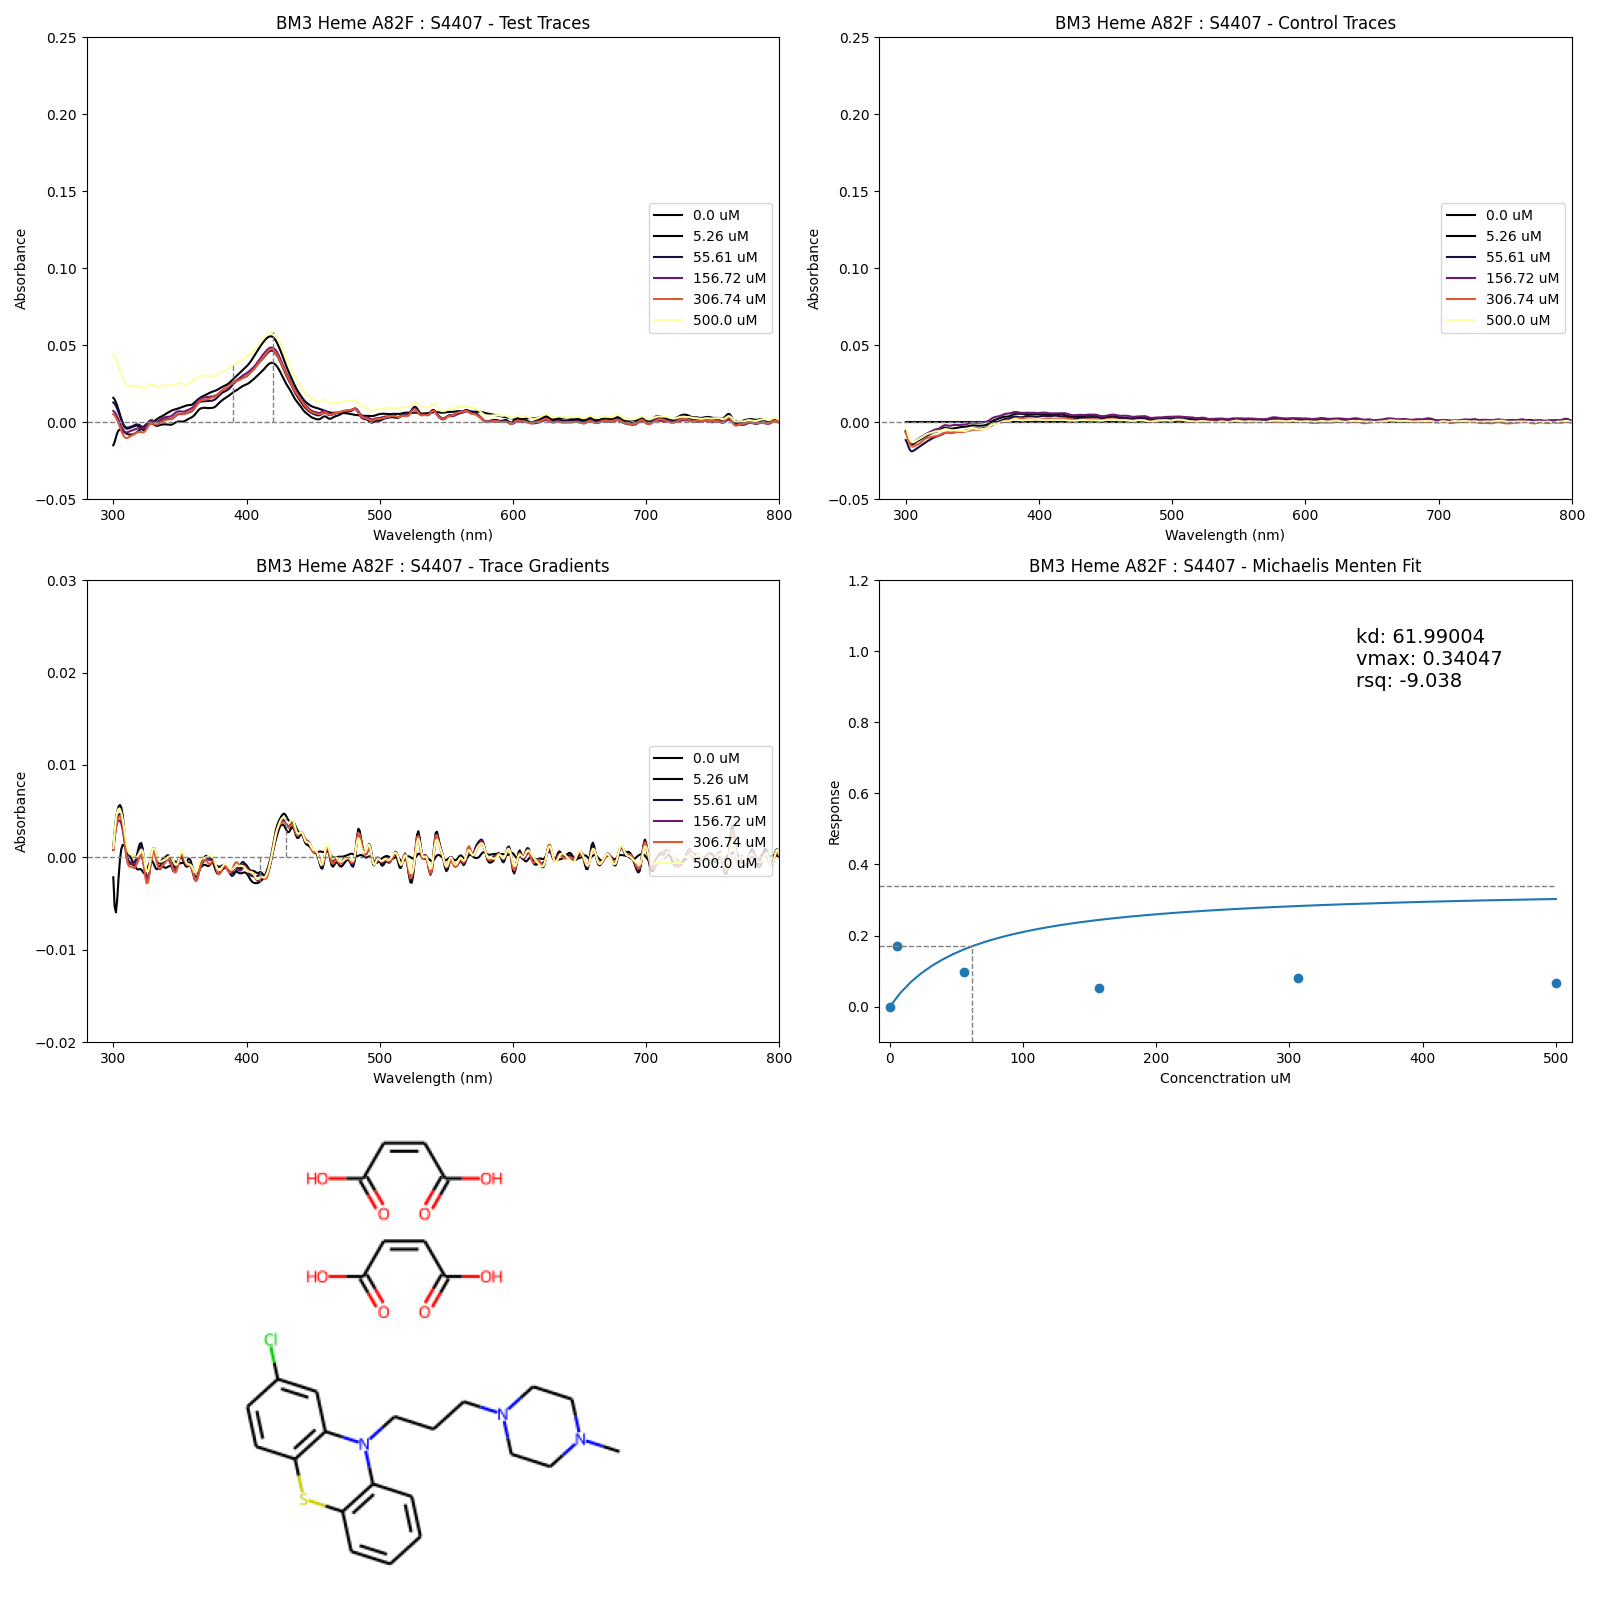 BM3 Heme A82F : S4407 - Test Traces
0.25
0.20
0.15
0.10
0.05
0.00
−0.05
Absorbance
300 400 500 600 700 800
Wavelength (nm)
0.0 uM
5.26 uM
55.61 uM
156.72 uM
306.74 uM
500.0 uM
BM3 Heme A82F : S4407 - Control Traces
0.25
0.20
0.15
0.10
0.05
0.00
−0.05
Absorbance
300 400 500 600 700 800
Wavelength (nm)
0.0 uM
5.26 uM
55.61 uM
156.72 uM
306.74 uM
500.0 uM
BM3 Heme A82F : S4407 - Trace Gradients
0.03
0.02
0.01
0.00
−0.01
−0.02
Absorbance
300 400 500 600 700 800
Wavelength (nm)
0.0 uM
5.26 uM
55.61 uM
156.72 uM
306.74 uM
500.0 uM
BM3 Heme A82F : S4407 - Michaelis Menten Fit
1.2
1.0
0.8
0.6
0.4
0.2
0.0
Response
0 100 200 300 400 500
Concenctration uM
kd: 61.99004
vmax: 0.34047
rsq: -9.038
HO OH
O O
HO OH
O O
Cl
N
N
N
S